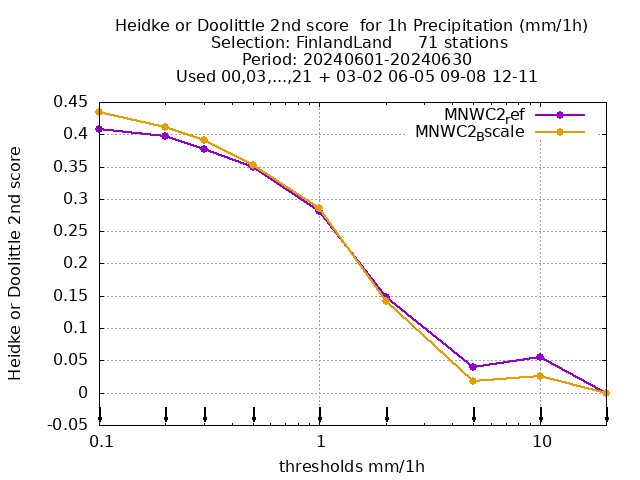 Heidke or Doolittle 2nd score  for 1h Precipitation (mm/1h)
Selection: FinlandLand     71 stations
Period: 20240601-20240630
Used 00,03,...,21 + 03-02 06-05 09-08 12-11
MNWC2ref
MNWC2Bscale
Heidke or Doolittle 2nd score
0.45
0.4
0.35
0.3
0.25
0.2
0.15
0.1
0.05
0
-0.05
0.1 1 10
thresholds mm/1h